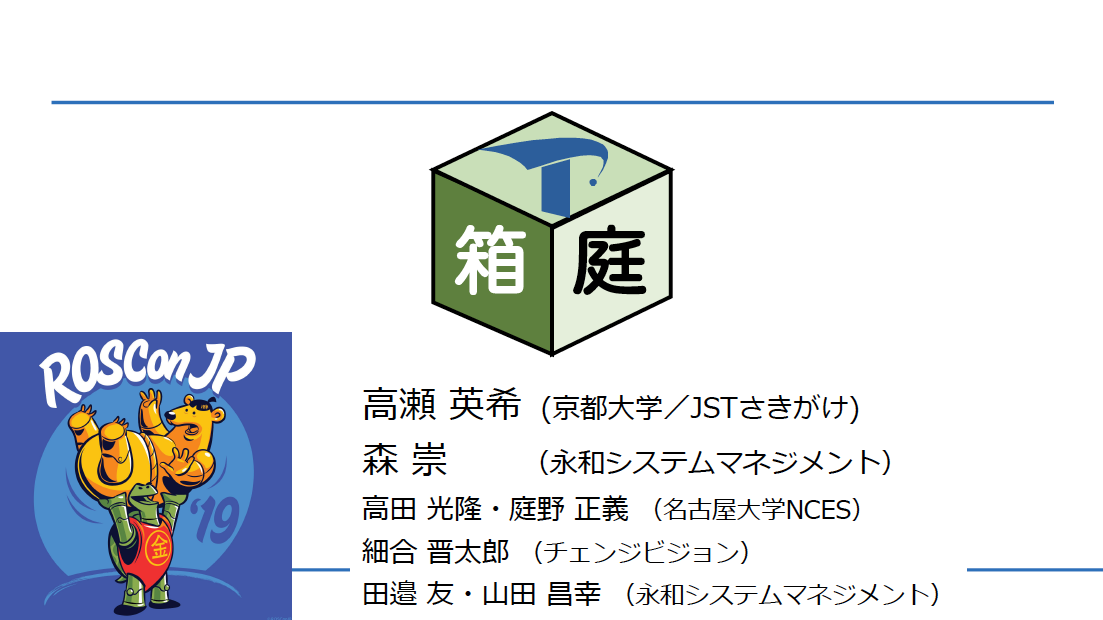 箱庭
ROSCon JP
'19
金
高瀬 英希 (京都大学／JSTさきがけ)
森 崇 （永和システムマネジメント）
高田 光隆・庭野 正義 （名古屋大学NCES）
細合 晋太郎 （チェンジビジョン）
田邉 友・山田 昌幸 （永和システムマネジメント）